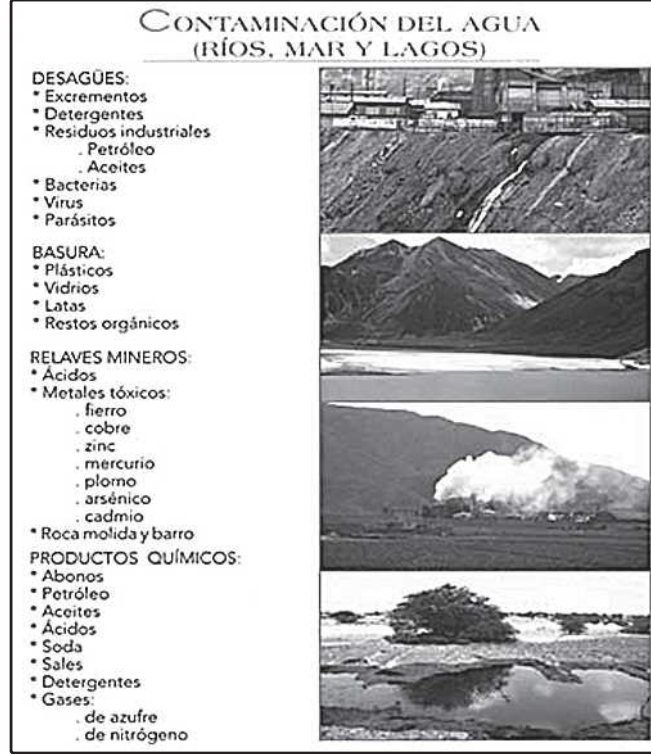 CONTAMINACIÓN DEL AGUA
(RÍOS, MAR Y LAGOS)
DESAGÜES:
* Excrementos
* Detergentes
* Residuos industriales
. Petróleo
. Aceites
* Bacterias
* Virus
* Parásitos
BASURA:
* Plásticos
* Vidrios
* Latas
* Restos orgánicos
RELAVES MINEROS:
* Ácidos
* Metales tóxicos:
. fierro
. cobre
. zinc
. mercurio
. plomo
. arsénico
. cadmio
* Roca molida y barro
PRODUCTOS QUÍMICOS:
* Abonos
* Petróleo
* Aceites
* Ácidos
* Soda
* Sales
* Detergentes
* Gases:
. de azufre
. de nitrógeno